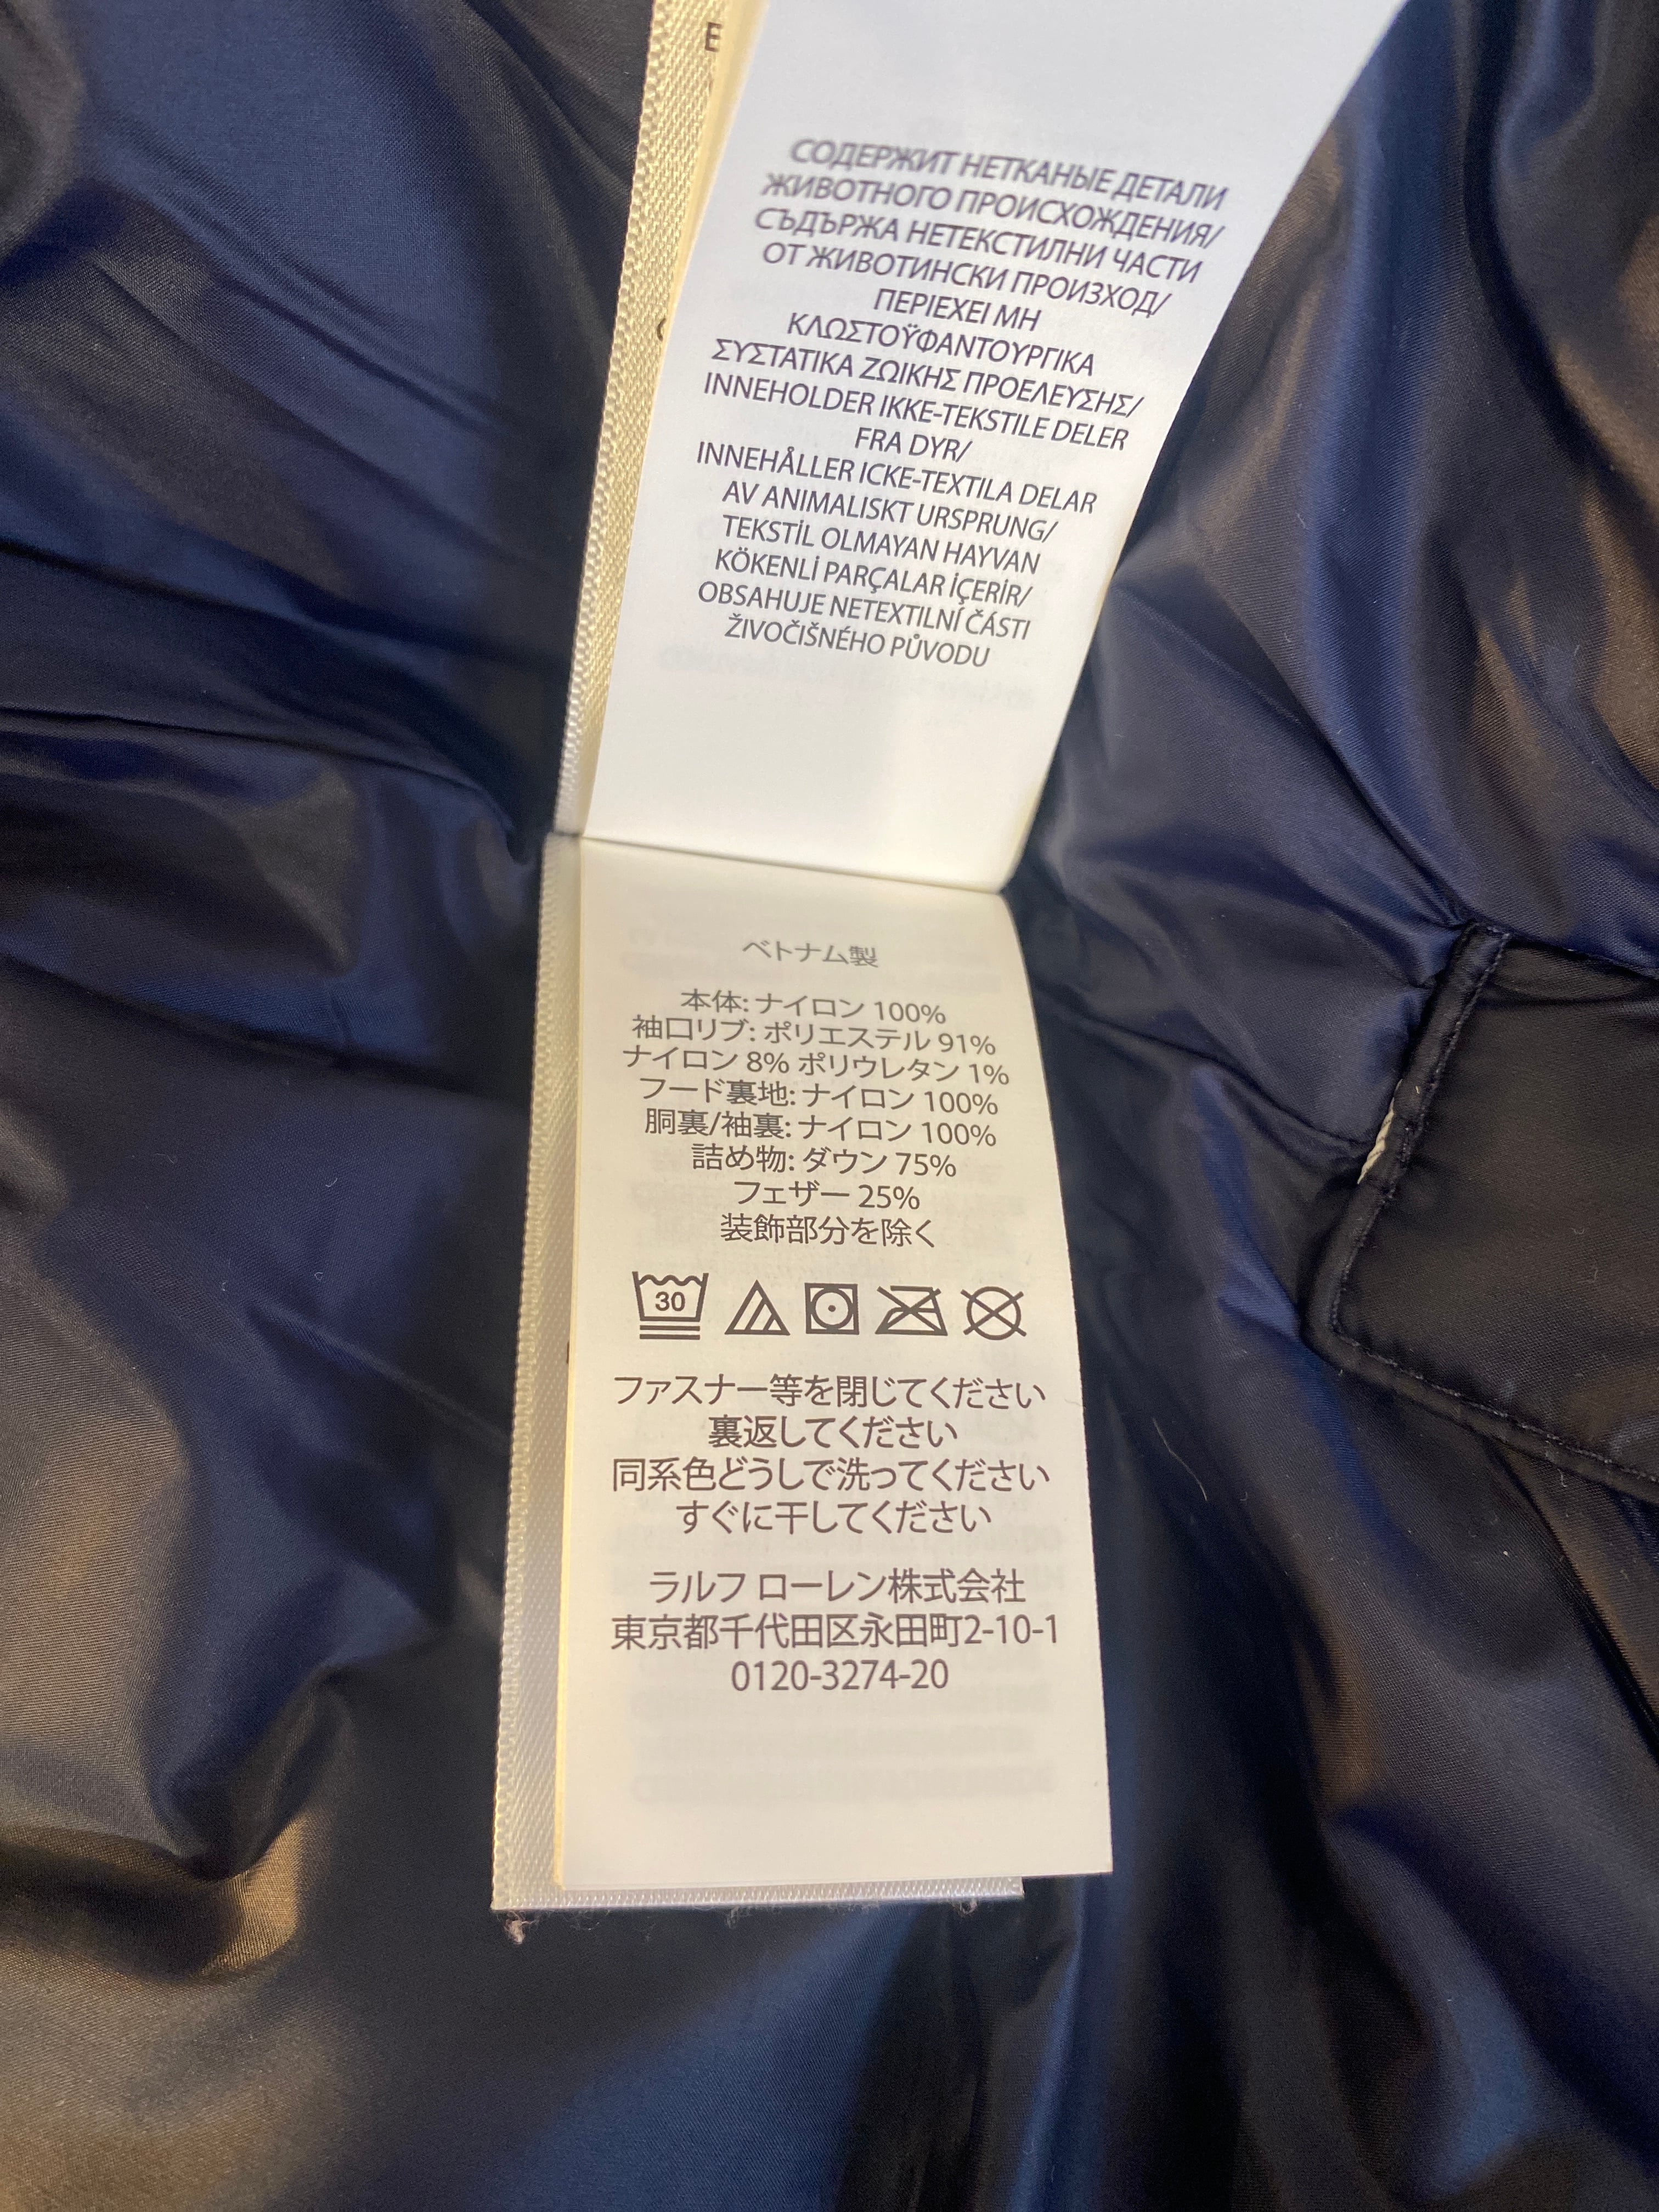 СОДЕРЖИТ НЕТКАНЫЕ ДЕТАЛИ
ЖИВОТНОГО ПРОИСХОЖДЕНИЯ/
СЪДЪРЖА НЕТЕКСТИЛНИ ЧАСТИ
ОТ ЖИВОТИНСКИ ПРОИЗХОД/
ΠΕΡΙΕΧΕΙ ΜΗ
ΚΛΩΣΤΟΫΦΑΝΤΟΥΡΓΙΚΑ
ΣΥΣΤΑΤΙΚΑ ΖΩΙΚΗΣ ΠΡΟΕΛΕΥΣΗΣ/
INNEHOLDER IKKE-TEKSTILE DELER
FRA DYR/
INNEHÅLLER ICKE-TEXTILA DELAR
AV ANIMALISKT URSPRUNG/
TEKSTİL OLMAYAN HAYVAN
KÖKENLİ PARÇALAR İÇERİR/
OBSAHUJE NETEXTILNÍ ČÁSTI
ŽIVOČIŠNÉHO PŮVODU
ベトナム製
本体: ナイロン 100%
袖口リブ: ポリエステル 91%
ナイロン 8% ポリウレタン 1%
フード裏地: ナイロン 100%
胴裏/袖裏: ナイロン 100%
詰め物: ダウン 75%
フェザー 25%
装飾部分を除く
30
ファスナー等を閉じてください
裏返してください
同系色どうしで洗ってください
すぐに干してください
ラルフ ローレン株式会社
東京都千代田区永田町2-10-1
0120-3274-20